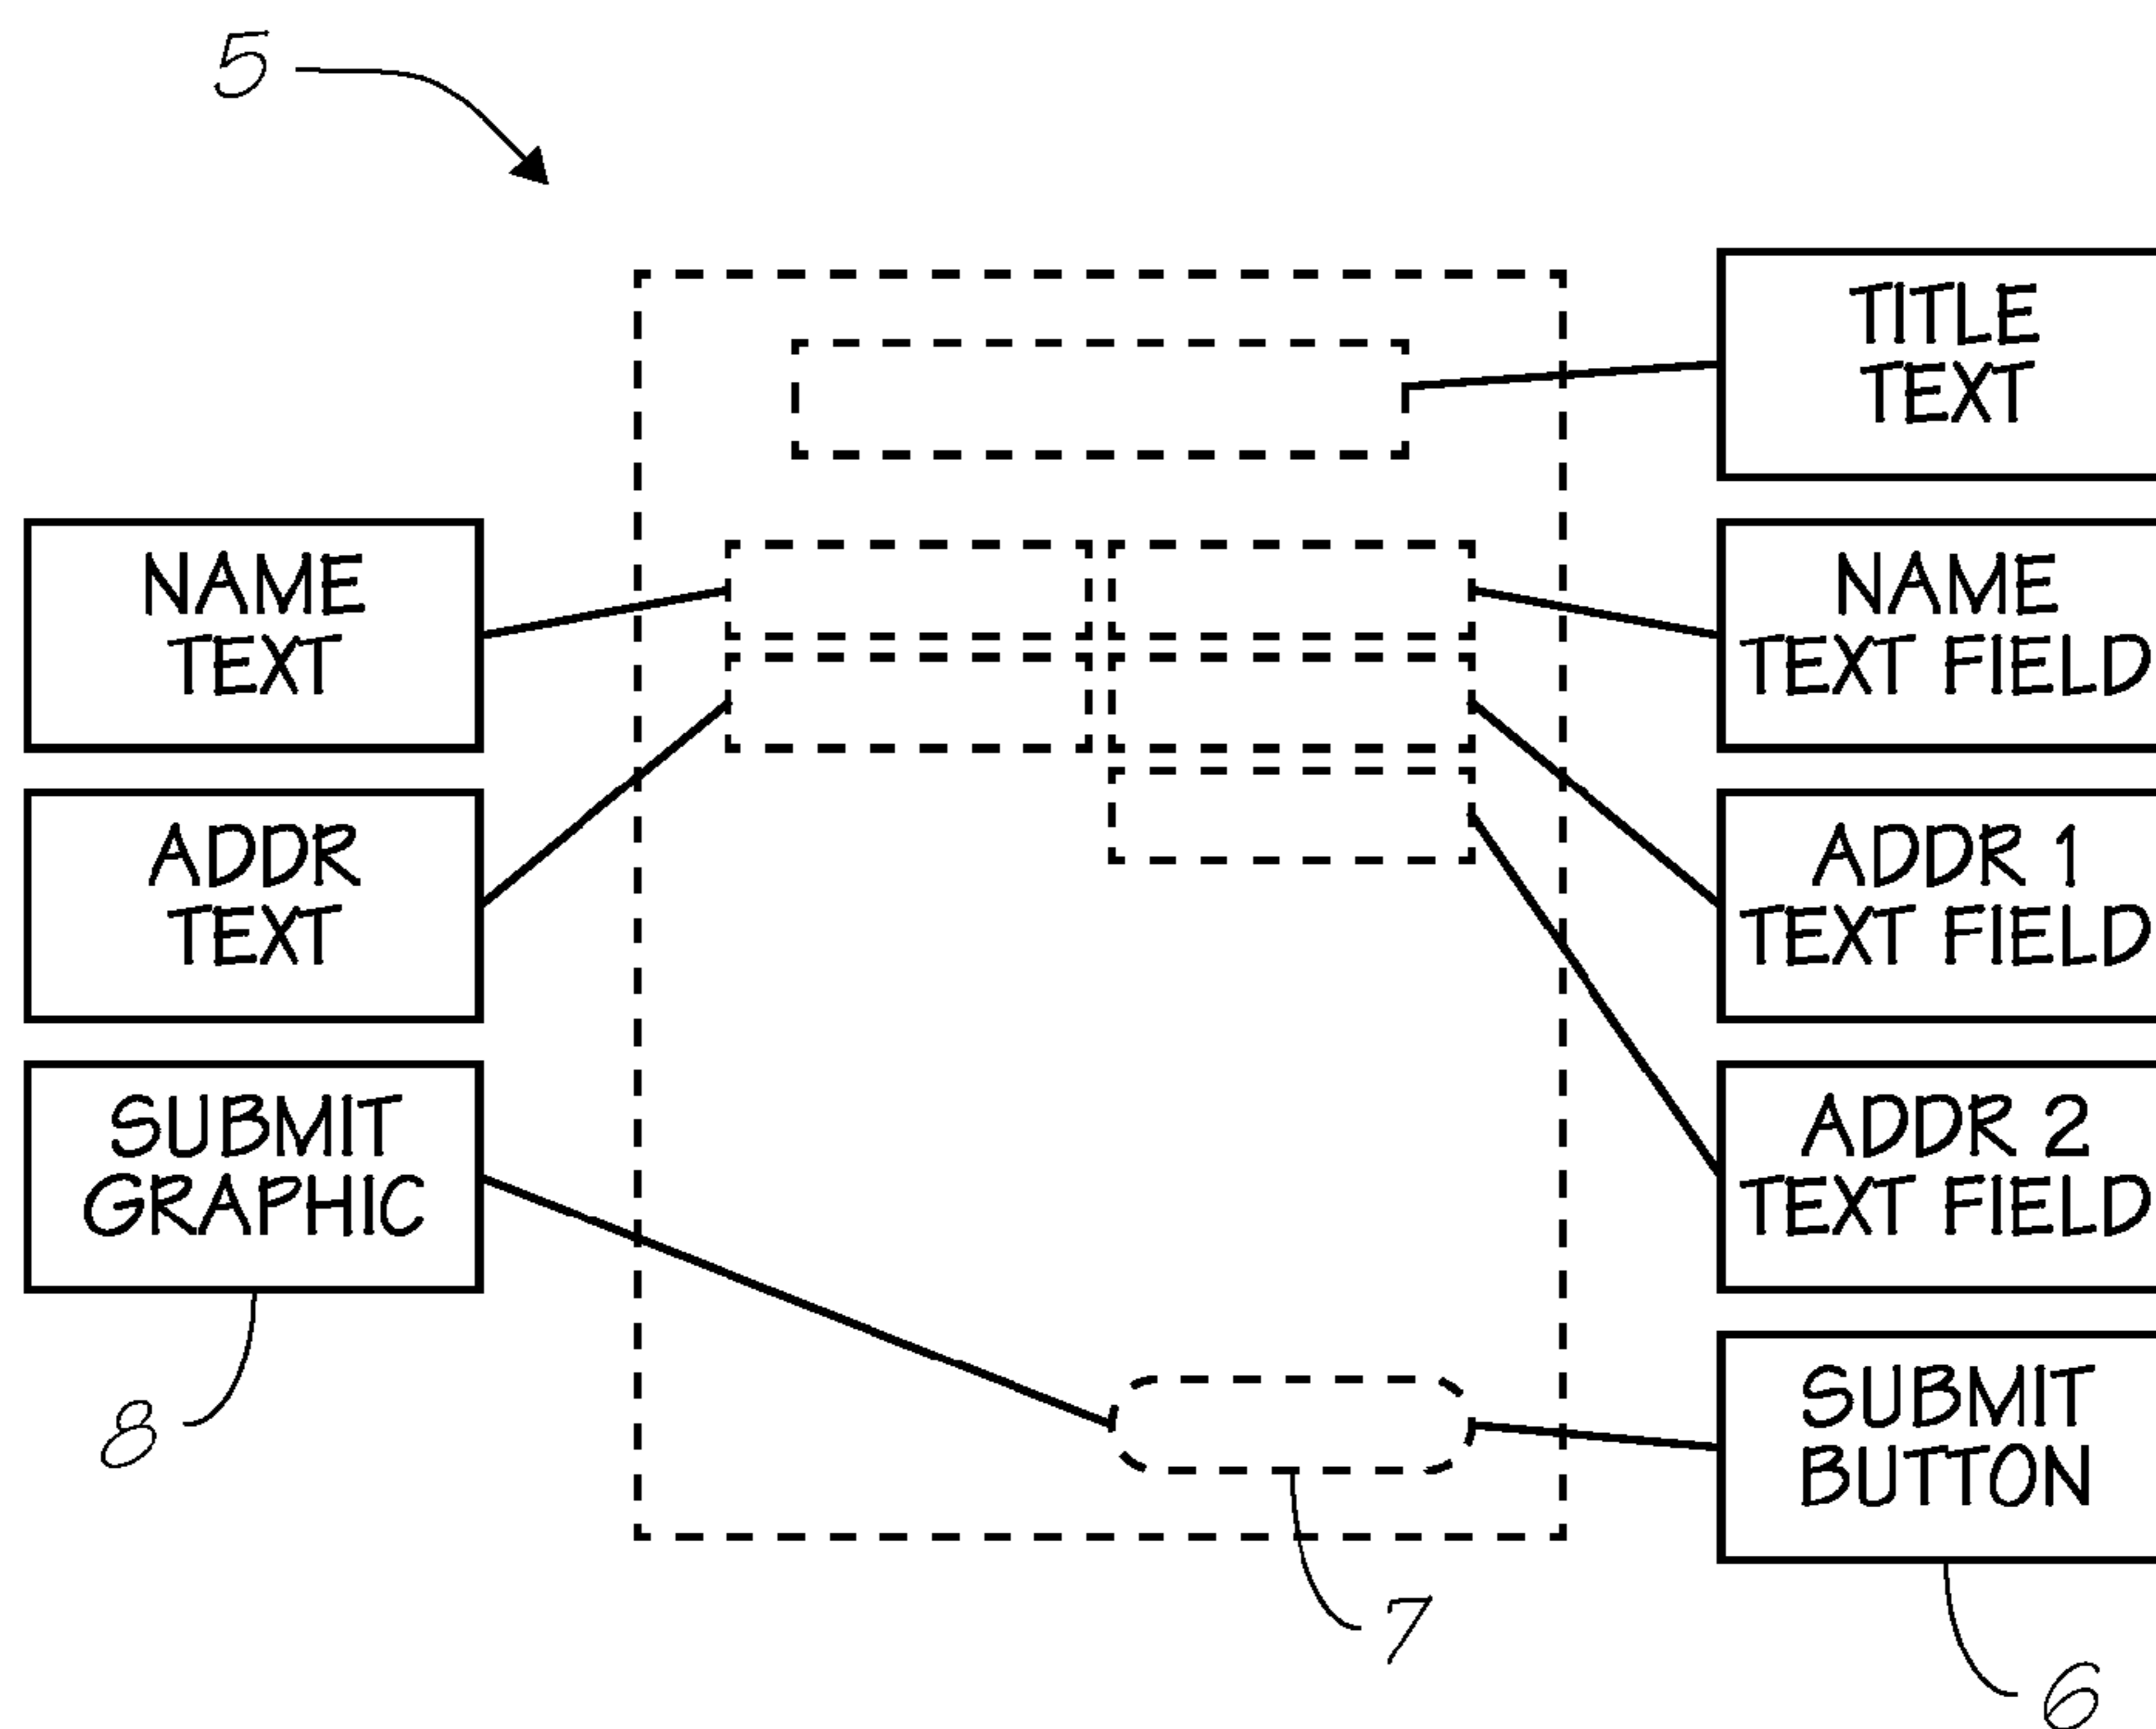 5
TITLE
TEXT
NAME
TEXT
NAME
TEXT FIELD
ADDR
TEXT
ADDR 1
TEXT FIELD
SUBMIT
GRAPHIC
ADDR 2
TEXT FIELD
8
SUBMIT
BUTTON
7
6